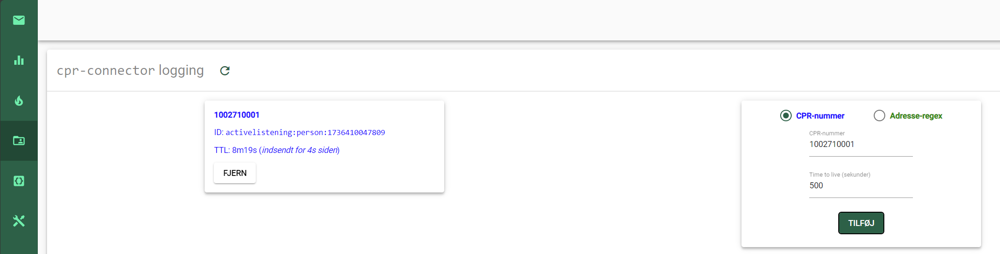 cpr-connector logging
1002710001
ID: activelistening:person:1736410047809
TTL: 8m19s (indsendt for 4s siden)
FJERN
CPR-nummer
Adresse-regex
CPR-nummer
1002710001
Time to live (sekunder)
500
TILFØJ